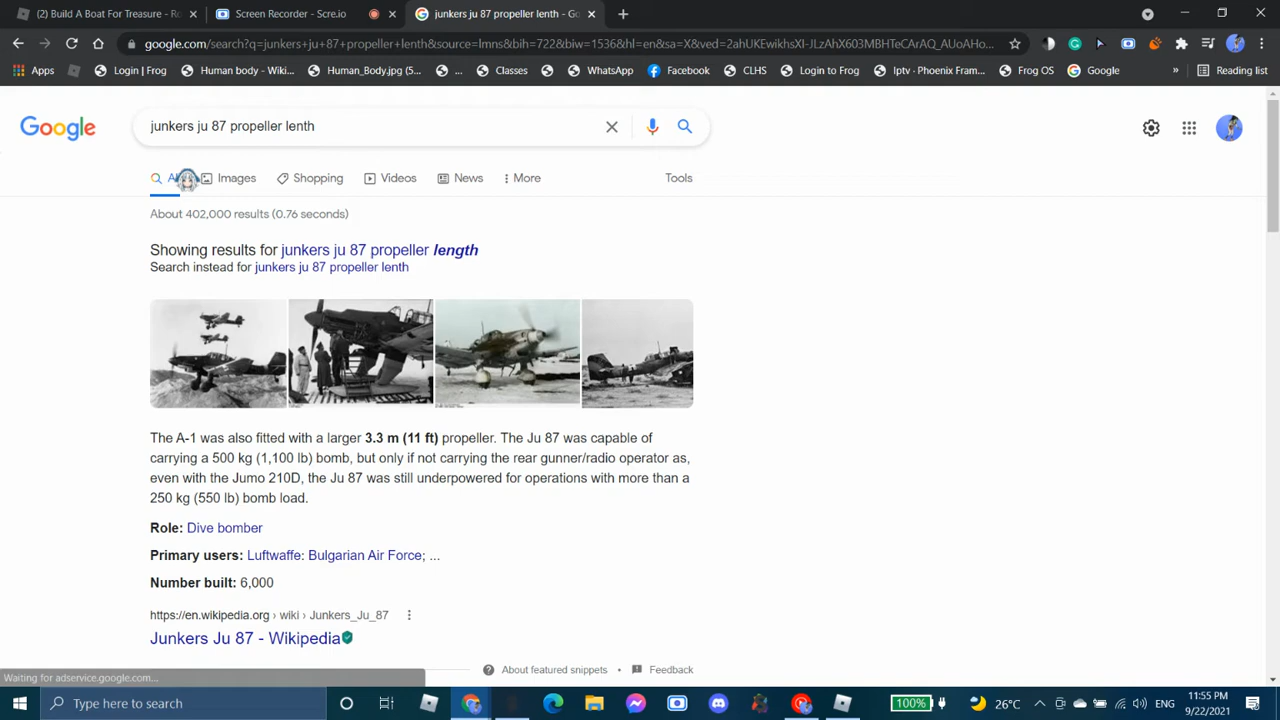 (2) Build A Boat For Treasure - Ro
Screen Recorder - Scre.io
junkers ju 87 propeller lenth - Go
google.com/search?q=junkers+ju+87+propeller+lenth&source=lmns&bih=722&biw=1536&hl=en&sa=X&ved=2ahUKEwikhsXI-JLzAhX603MBHTeCArAQ_AUoAHo...
Apps
Login | Frog
Human body - Wiki...
Human_Body.jpg (5...
...
Classes
WhatsApp
Facebook
CLHS
Login to Frog
Iptv - Phoenix Fram...
Frog OS
Google
»
Reading list
Google
junkers ju 87 propeller lenth
Images
Shopping
Videos
News
More
Tools
About 402,000 results (0.76 seconds)
Showing results for junkers ju 87 propeller length
Search instead for junkers ju 87 propeller lenth
The A-1 was also fitted with a larger 3.3 m (11 ft) propeller. The Ju 87 was capable of
carrying a 500 kg (1,100 lb) bomb, but only if not carrying the rear gunner/radio operator as,
even with the Jumo 210D, the Ju 87 was still underpowered for operations with more than a
250 kg (550 lb) bomb load.
Role: Dive bomber
Primary users: Luftwaffe: Bulgarian Air Force; ...
Number built: 6,000
https://en.wikipedia.org › wiki › Junkers_Ju_87
Junkers Ju 87 - Wikipedia
About featured snippets • Feedback
Waiting for adservice.google.com...
Type here to search
100%
26°C
ENG
11:55 PM
9/22/2021